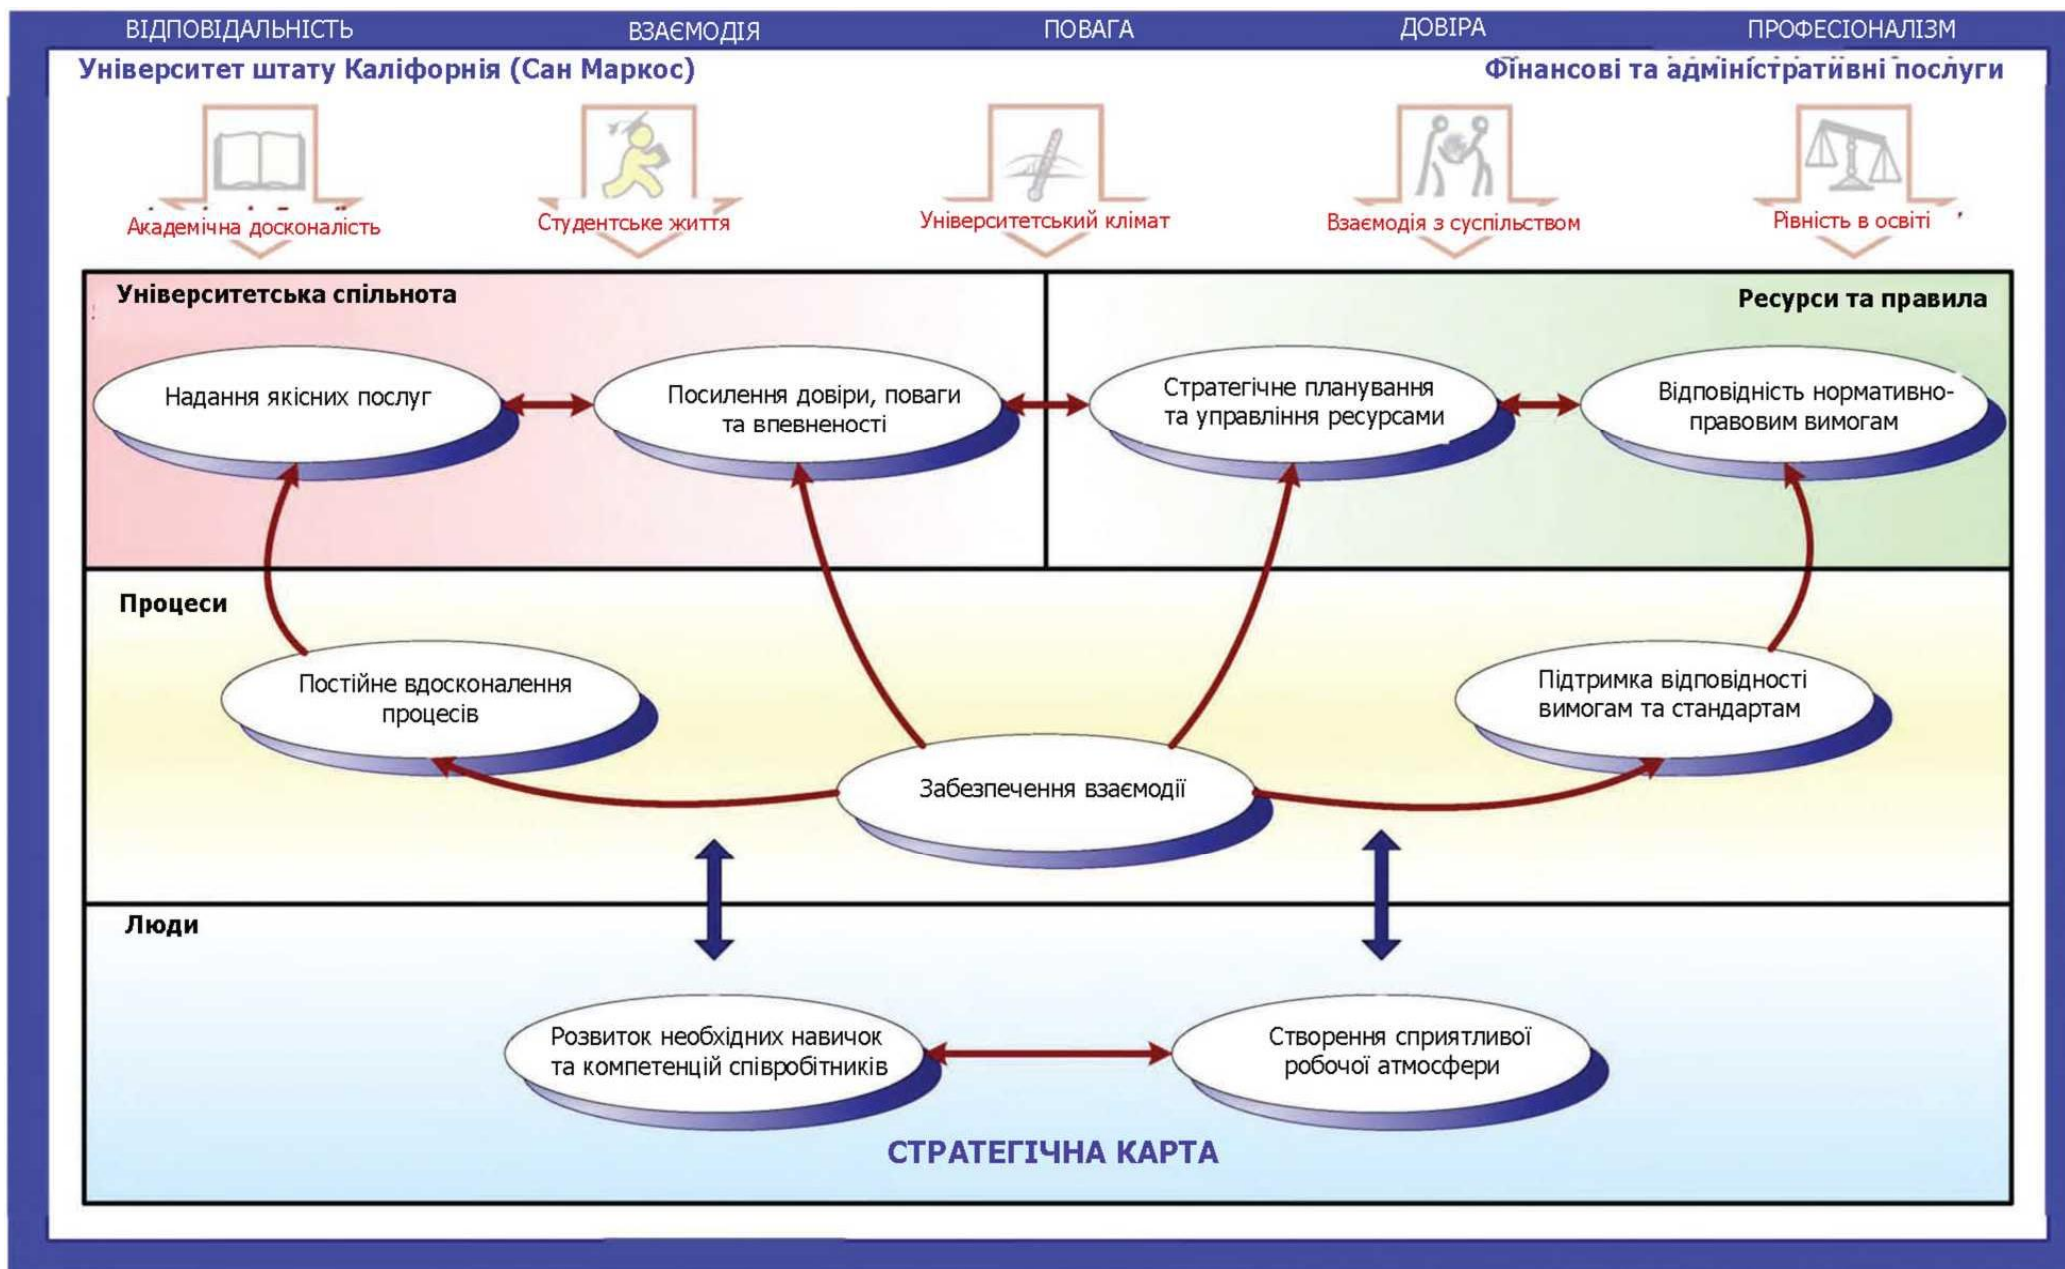 ВІДПОВІДАЛЬНІСТЬ
ВЗАЄМОДІЯ
ПОВАГА
ДОВІРА
ПРОФЕСІОНАЛІЗМ
Університет штату Каліфорнія (Сан Маркос)
Фінансові та адміністративні послуги
Академічна досконалість
Студентське життя
Університетський клімат
Взаємодія з суспільством
Рівність в освіті
Університетська спільнота
Ресурси та правила
Надання якісних послуг
Посилення довіри, поваги
та впевненості
Стратегічне планування
та управління ресурсами
Відповідність нормативно-
правовим вимогам
Процеси
Постійне вдосконалення
процесів
Забезпечення взаємодії
Підтримка відповідності
вимогам та стандартам
Люди
Розвиток необхідних навичок
та компетенцій співробітників
Створення сприятливої
робочої атмосфери
СТРАТЕГІЧНА КАРТА